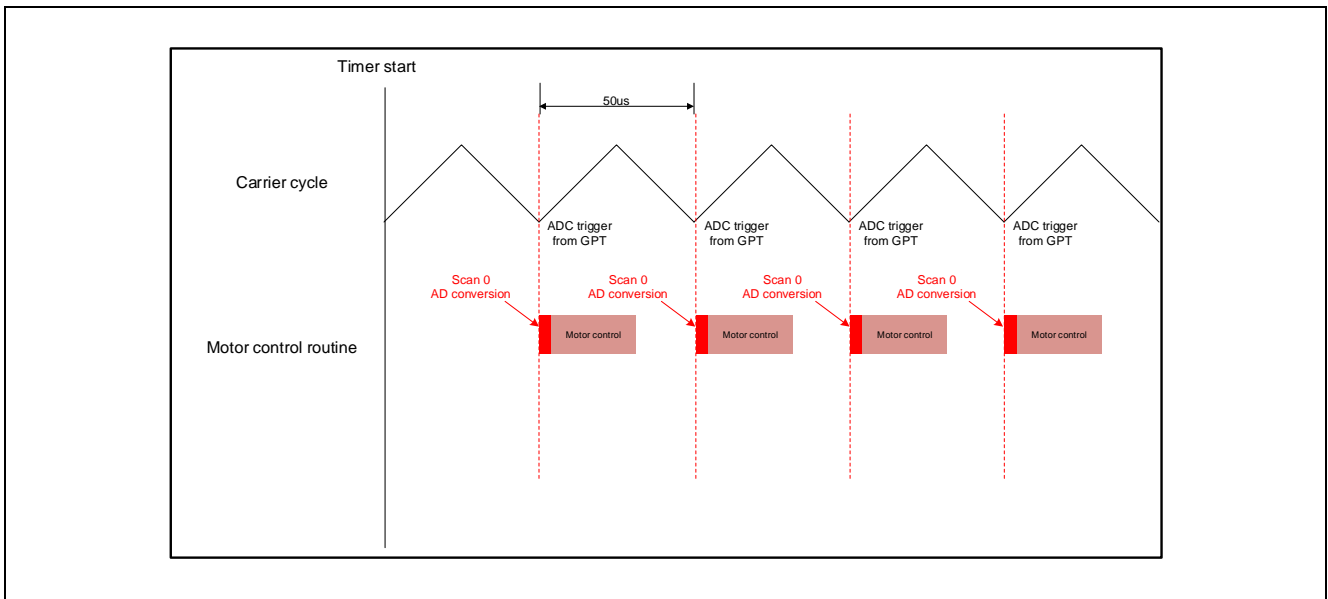 Timer start
50us
Carrier cycle
ADC trigger
from GPT
ADC trigger
from GPT
ADC trigger
from GPT
ADC trigger
from GPT
Scan 0
AD conversion
Scan 0
AD conversion
Scan 0
AD conversion
Scan 0
AD conversion
Motor control routine
Motor control
Motor control
Motor control
Motor control